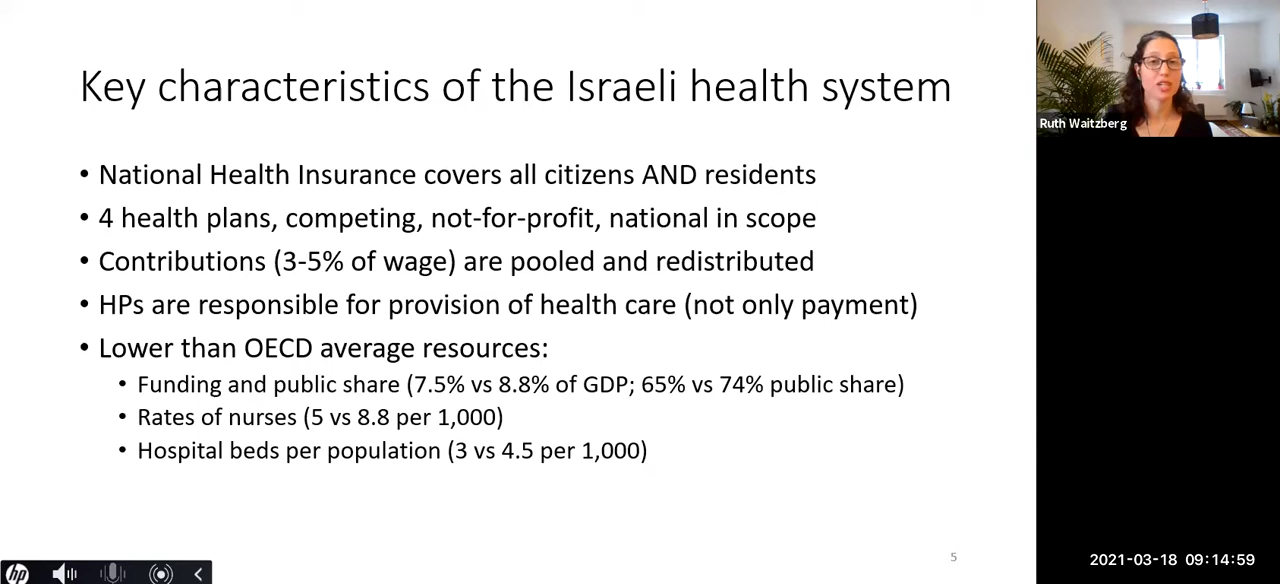 Key characteristics of the Israeli health system
• National Health Insurance covers all citizens AND residents
• 4 health plans, competing, not-for-profit, national in scope
• Contributions (3-5% of wage) are pooled and redistributed
• HPs are responsible for provision of health care (not only payment)
• Lower than OECD average resources:
• Funding and public share (7.5% vs 8.8% of GDP; 65% vs 74% public share)
• Rates of nurses (5 vs 8.8 per 1,000)
• Hospital beds per population (3 vs 4.5 per 1,000)
5
Ruth Waitzberg
hp
2021-03-18 09:14:59